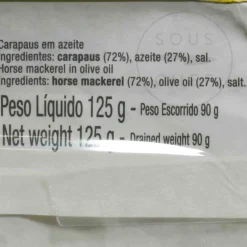 SOUS
Carapaus em azeite
Ingredientes: carapaus (72%), azeite (27%), sal.
Horse mackerel in olive oil
Ingredients: horse mackerel (72%), olive oil (27%), salt.
Peso Líquido 125 g - Peso Escorrido 90 g
Net weight 125 g - Drained weight 90 g